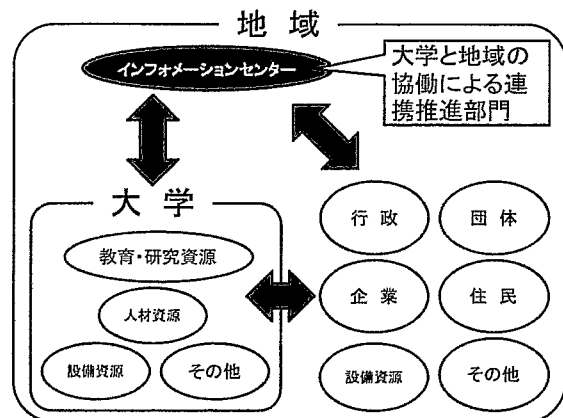 地域
インフォメーションセンター
大学と地域の
協働による連
携推進部門
大学
教育・研究資源
人材資源
設備資源
その他
行政
団体
企業
住民
設備資源
その他